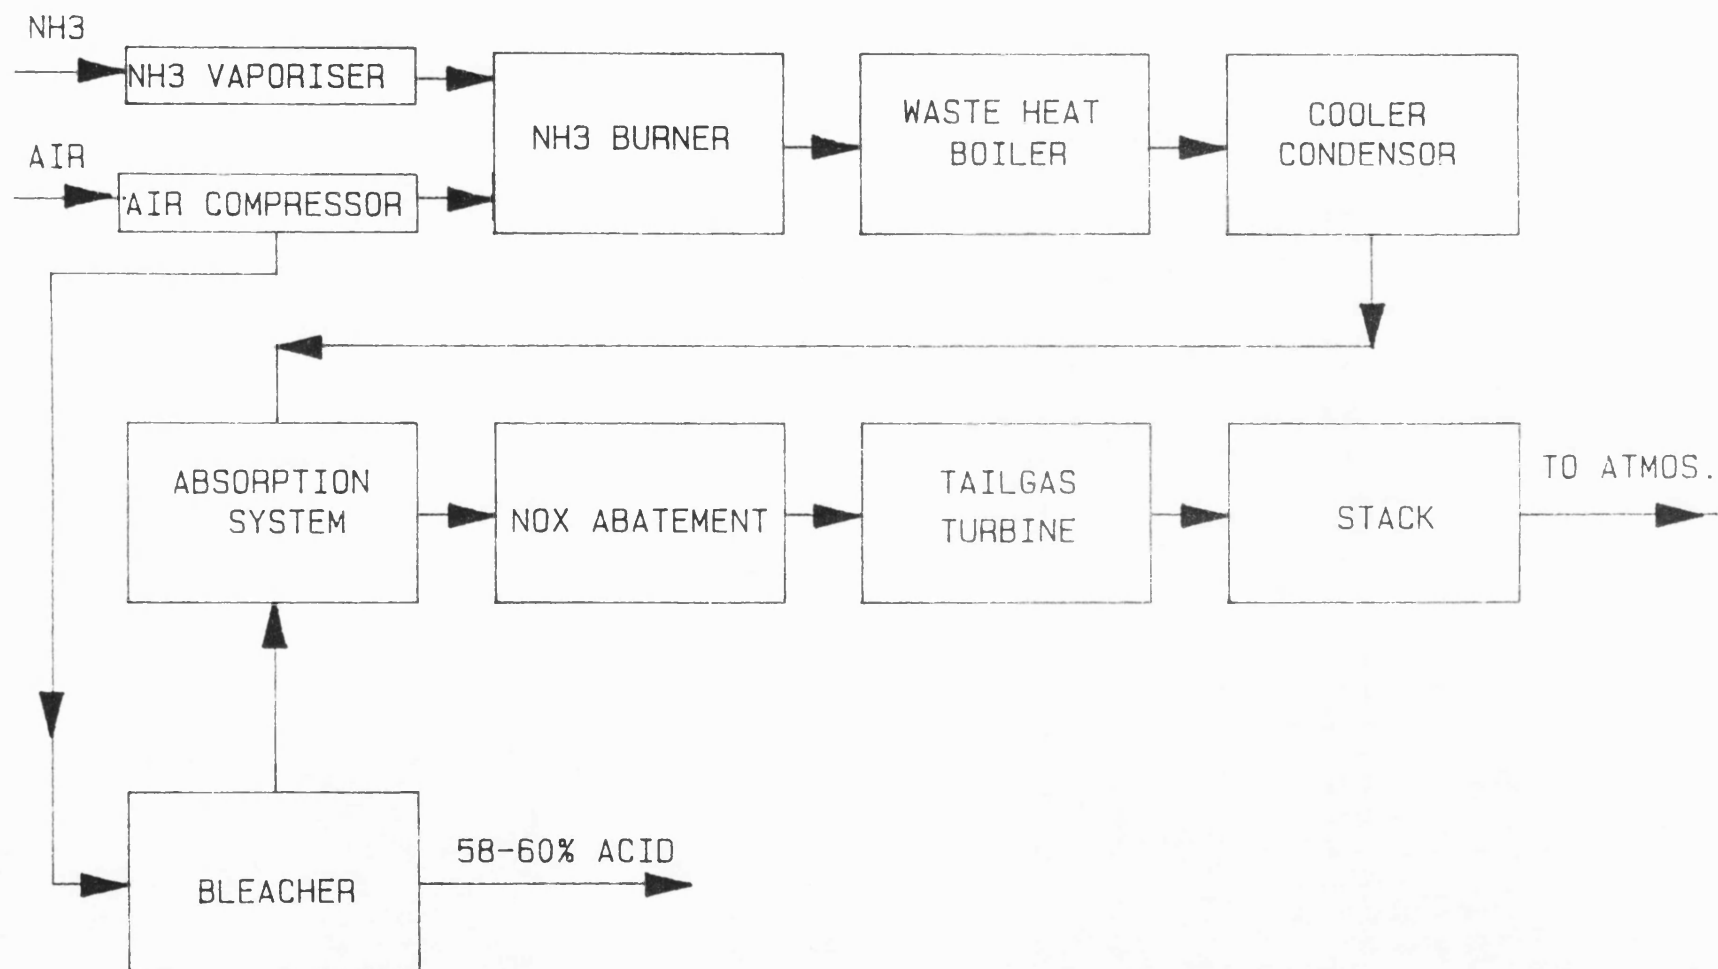 NH3
NH3 VAPORISER
AIR
AIR COMPRESSOR
NH3 BURNER
WASTE HEAT
BOILER
COOLER
CONDENSOR
ABSORPTION
SYSTEM
NOX ABATEMENT
TAILGAS
TURBINE
STACK
TO ATMOS.
BLEACHER
58-60% ACID